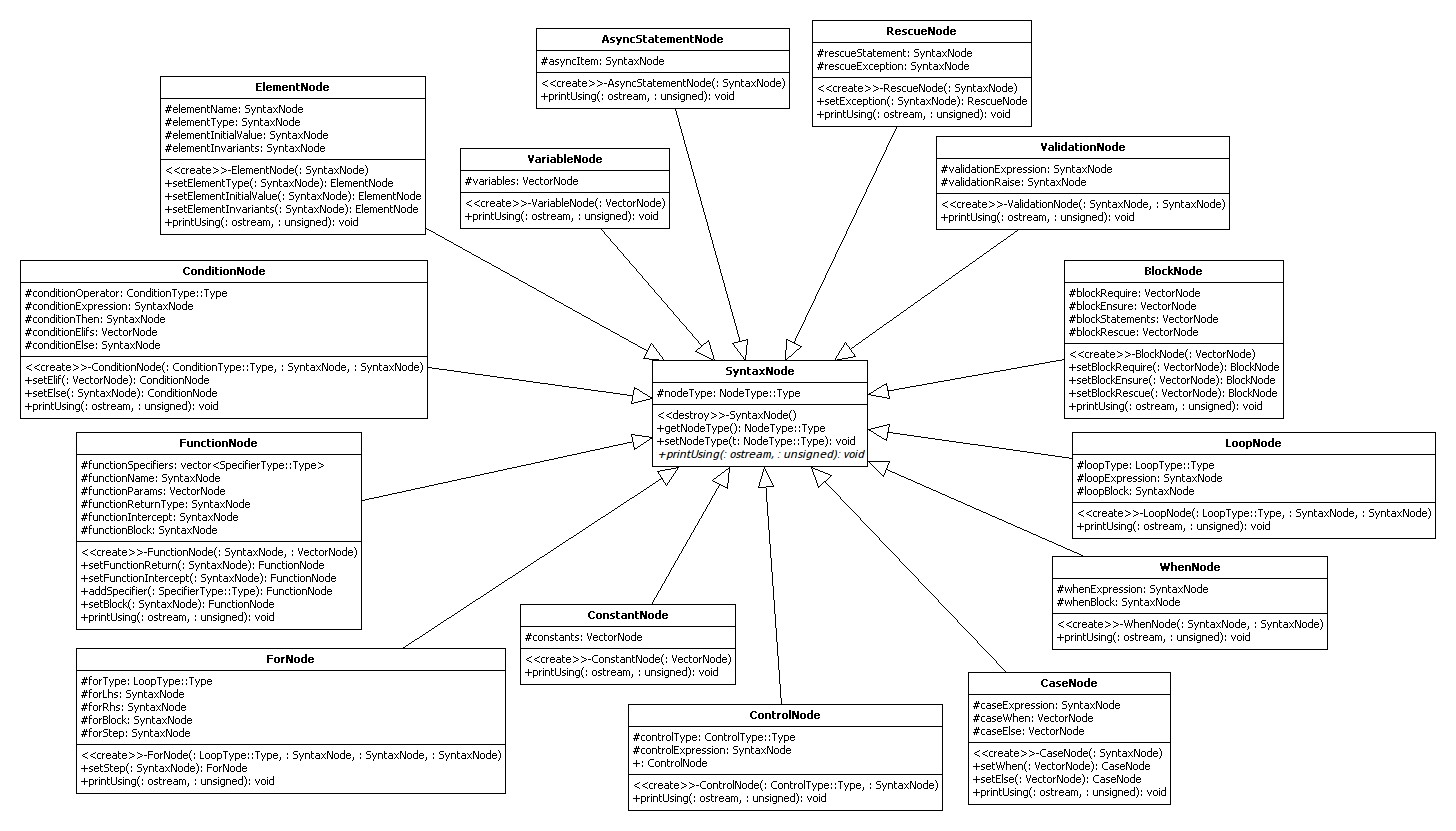 AsyncStatementNode
#asyncItem: SyntaxNode
<<create>>-AsyncStatementNode(: SyntaxNode)
+printUsing(: ostream, : unsigned): void
RescueNode
#rescueStatement: SyntaxNode
#rescueException: SyntaxNode
<<create>>-RescueNode(: SyntaxNode)
+setException(: SyntaxNode): RescueNode
+printUsing(: ostream, : unsigned): void
ElementNode
#elementName: SyntaxNode
#elementType: SyntaxNode
#elementInitialValue: SyntaxNode
#elementInvariants: SyntaxNode
<<create>>-ElementNode(: SyntaxNode)
+setElementType(: SyntaxNode): ElementNode
+setElementInitialValue(: SyntaxNode): ElementNode
+setElementInvariants(: SyntaxNode): ElementNode
+printUsing(: ostream, : unsigned): void
VariableNode
#variables: VectorNode
<<create>>-VariableNode(: VectorNode)
+printUsing(: ostream, : unsigned): void
ValidationNode
#validationExpression: SyntaxNode
#validationRaise: SyntaxNode
<<create>>-ValidationNode(: SyntaxNode, : SyntaxNode)
+printUsing(: ostream, : unsigned): void
ConditionNode
#conditionOperator: ConditionType::Type
#conditionExpression: SyntaxNode
#conditionThen: SyntaxNode
#conditionElifs: VectorNode
#conditionElse: SyntaxNode
<<create>>-ConditionNode(: ConditionType::Type, : SyntaxNode, : SyntaxNode)
+setElif(: VectorNode): ConditionNode
+setElse(: SyntaxNode): ConditionNode
+printUsing(: ostream, : unsigned): void
BlockNode
#blockRequire: VectorNode
#blockEnsure: VectorNode
#blockStatements: VectorNode
#blockRescue: VectorNode
<<create>>-BlockNode(: VectorNode)
+setBlockRequire(: VectorNode): BlockNode
+setBlockEnsure(: VectorNode): BlockNode
+setBlockRescue(: VectorNode): BlockNode
+printUsing(: ostream, : unsigned): void
SyntaxNode
#nodeType: NodeType::Type
<<destroy>>-SyntaxNode()
+getNodeType(): NodeType::Type
+setNodeType(t: NodeType::Type): void
+printUsing(: ostream, : unsigned): void
FunctionNode
#functionSpecifiers: vector<SpecifierType::Type>
#functionName: SyntaxNode
#functionParams: VectorNode
#functionReturnType: SyntaxNode
#functionIntercept: SyntaxNode
#functionBlock: SyntaxNode
<<create>>-FunctionNode(: SyntaxNode, : VectorNode)
+setFunctionReturn(: SyntaxNode): FunctionNode
+setFunctionIntercept(: SyntaxNode): FunctionNode
+addSpecifier(: SpecifierType::Type): FunctionNode
+setBlock(: SyntaxNode): FunctionNode
+printUsing(: ostream, : unsigned): void
LoopNode
#loopType: LoopType::Type
#loopExpression: SyntaxNode
#loopBlock: SyntaxNode
<<create>>-LoopNode(: LoopType::Type, : SyntaxNode, : SyntaxNode)
+printUsing(: ostream, : unsigned): void
WhenNode
#whenExpression: SyntaxNode
#whenBlock: SyntaxNode
<<create>>-WhenNode(: SyntaxNode, : SyntaxNode)
+printUsing(: ostream, : unsigned): void
ConstantNode
#constants: VectorNode
<<create>>-ConstantNode(: VectorNode)
+printUsing(: ostream, : unsigned): void
ForNode
#forType: LoopType::Type
#forLhs: SyntaxNode
#forRhs: SyntaxNode
#forBlock: SyntaxNode
#forStep: SyntaxNode
<<create>>-ForNode(: LoopType::Type, : SyntaxNode, : SyntaxNode, : SyntaxNode)
+setStep(: SyntaxNode): ForNode
+printUsing(: ostream, : unsigned): void
CaseNode
#caseExpression: SyntaxNode
#caseWhen: VectorNode
#caseElse: VectorNode
<<create>>-CaseNode(: SyntaxNode)
+setWhen(: VectorNode): CaseNode
+setElse(: VectorNode): CaseNode
+printUsing(: ostream, : unsigned): void
ControlNode
#controlType: ControlType::Type
#controlExpression: SyntaxNode
+: ControlNode
<<create>>-ControlNode(: ControlType::Type, : SyntaxNode)
+printUsing(: ostream, : unsigned): void